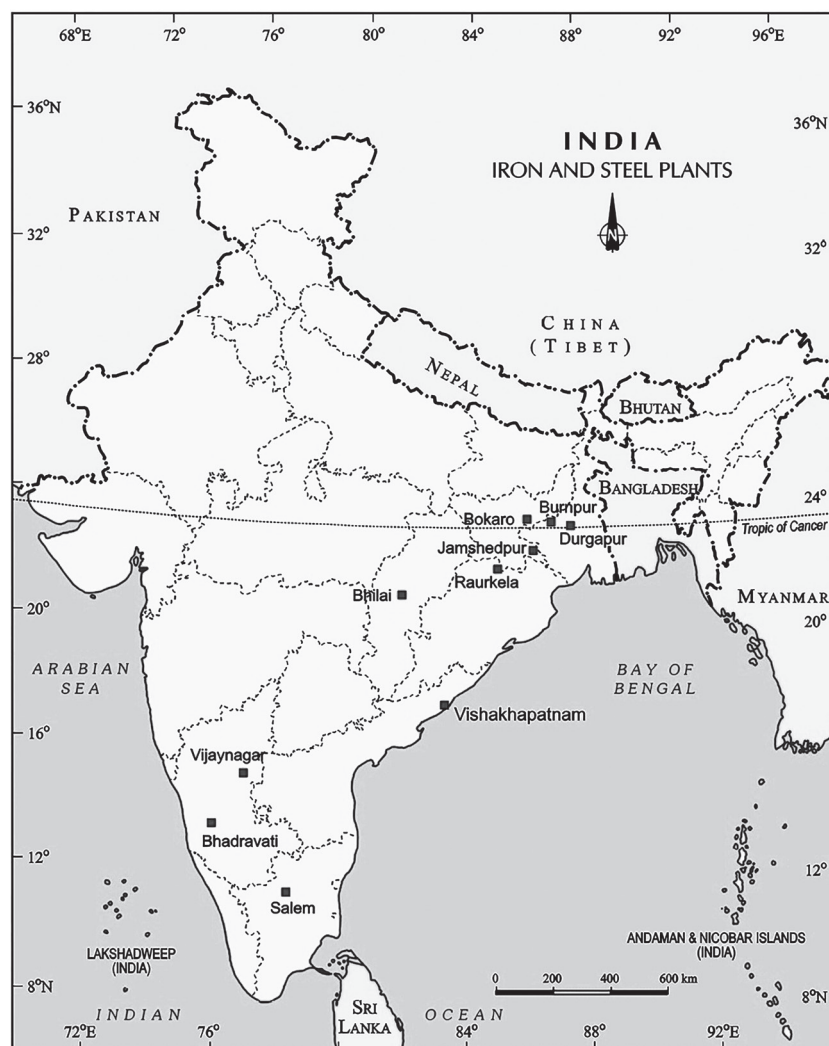 68°E 72° 76° 80° 84° 88° 92° 96°E
36°N
36°N
INDIA
IRON AND STEEL PLANTS
N
PAKISTAN
32°
32°
CHINA
(TIBET)
28°
NEPAL
BHUTAN
24°
BANGLADESH
Tropic of Cancer
Bokaro
Burnpur
Durgapur
Jamshedpur
Raurkela
Bhilai
MYANMAR
20°
20°
ARABIAN
SEA
BAY OF
BENGAL
Vishakhapatnam
16°
Vijaynagar
Bhadravati
12°
12°
Salem
LAKSHADWEEP
(INDIA)
ANDAMAN & NICOBAR ISLANDS
(INDIA)
0 200 400 600 km
8°N
8°N
SRI
LANKA
INDIAN OCEAN
72°E 76° 84° 88° 92°E